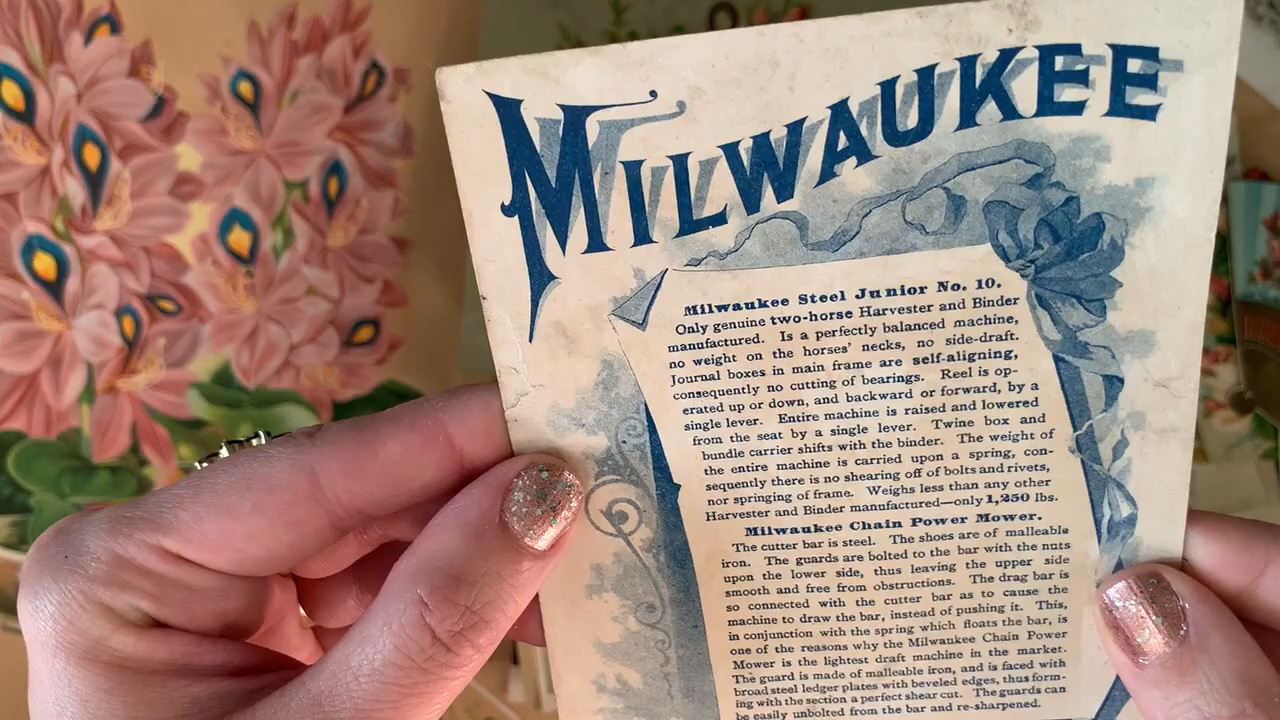 MILWAUKEE
Milwaukee Steel Junior No. 10.
Only genuine two-horse Harvester and Binder
manufactured. Is a perfectly balanced machine,
no weight on the horses' necks, no side-draft.
Journal boxes in main frame are self-aligning,
consequently no cutting of bearings. Reel is op-
erated up or down, and backward or forward, by a
single lever. Entire machine is raised and lowered
from the seat by a single lever. Twine box and
bundle carrier shifts with the binder. The weight of
the entire machine is carried upon a spring, con-
sequently there is no shearing off of bolts and rivets,
nor springing of frame. Weighs less than any other
Harvester and Binder manufactured—only 1,250 lbs.
Milwaukee Chain Power Mower.
The cutter bar is steel. The shoes are of malleable
iron. The guards are bolted to the bar with the nuts
upon the lower side, thus leaving the upper side
smooth and free from obstructions. The drag bar is
so connected with the cutter bar as to cause the
machine to draw the bar, instead of pushing it. This,
in conjunction with the spring which floats the bar, is
one of the reasons why the Milwaukee Chain Power
Mower is the lightest draft machine in the market.
The guard is made of malleable iron, and is faced with
broad steel ledger plates with beveled edges, thus form-
ing with the section a perfect shear cut. The guards can
be easily unbolted from the bar and re-sharpened.